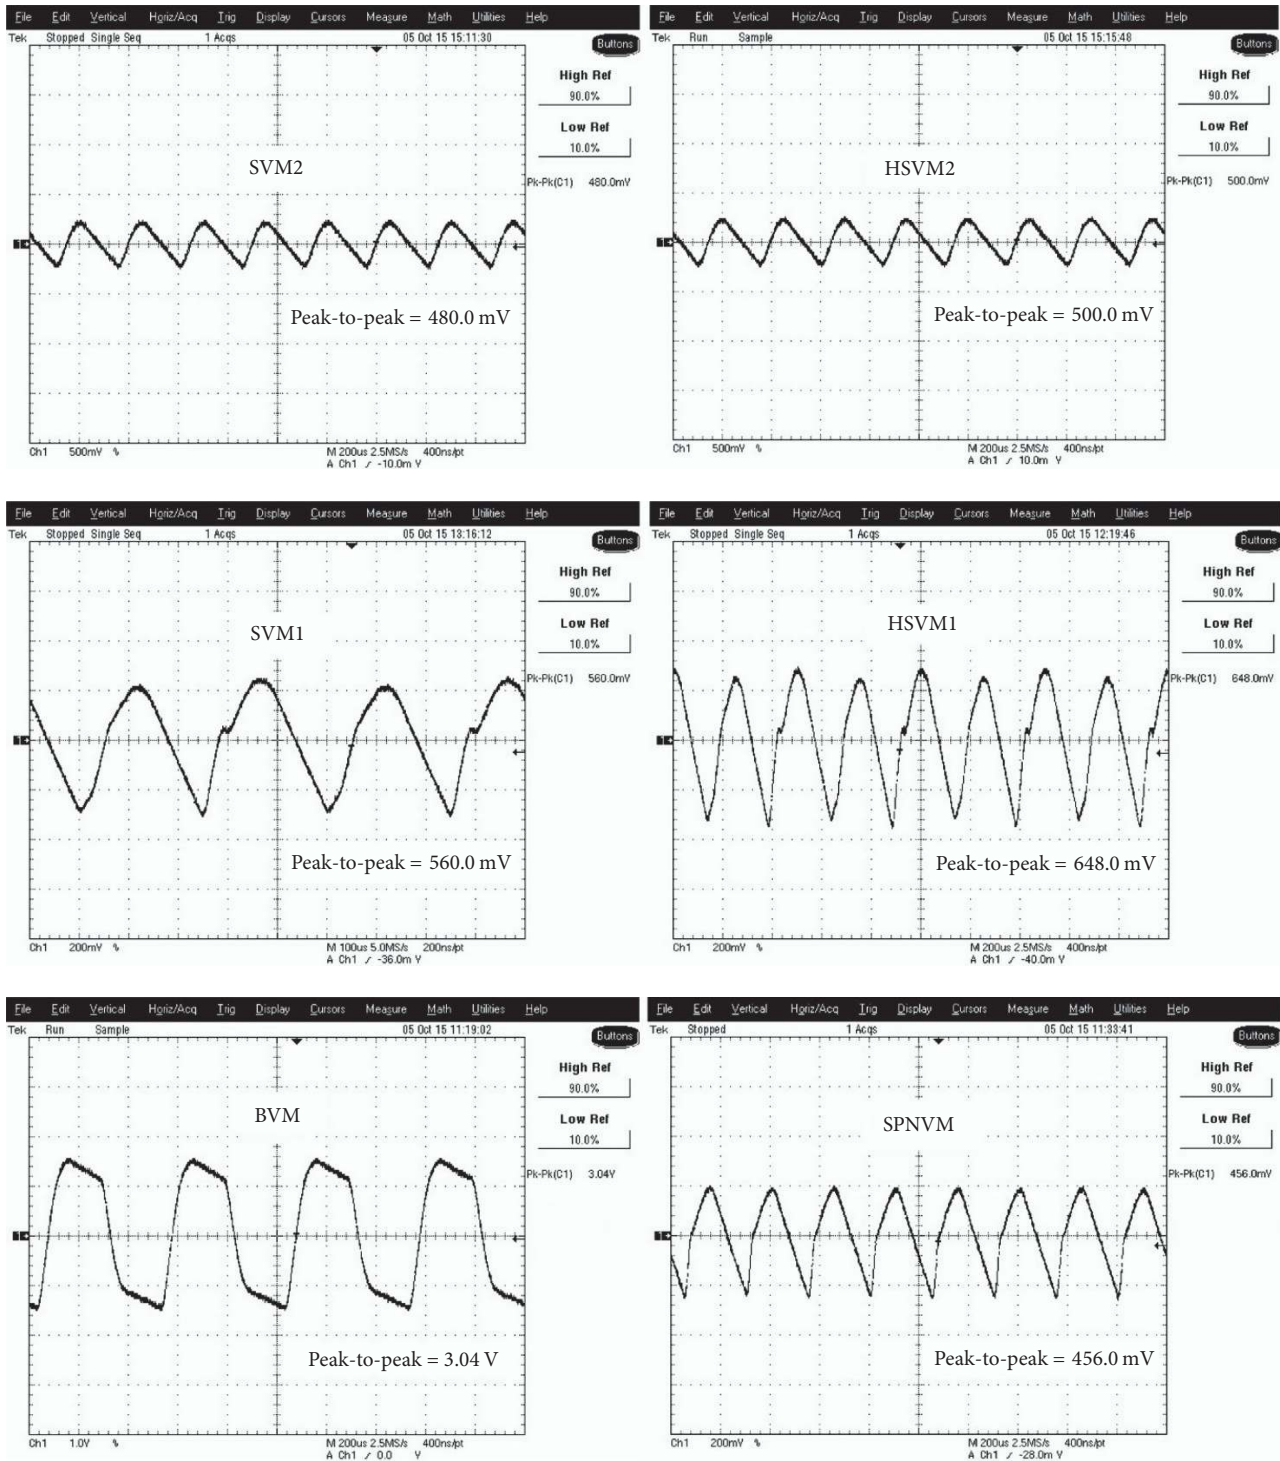 File Edit Vertical Horiz/Acq Trig Display Cursors Measure Math Utilities Help
Tek Stopped Single Seq 1 Acqs 05 Oct 15 15:11:30
Buttons
High Ref
90.0%
Low Ref
10.0%
Pk-Pk(C1) 480.0mV
SVM2
Peak-to-peak = 480.0 mV
Ch1 500mV
M 200us 2.5MS/s 400ns/pt
A Ch1 -10.0m V
File Edit Vertical Horiz/Acq Trig Display Cursors Measure Math Utilities Help
Tek Run Sample 05 Oct 15 15:15:48
Buttons
High Ref
90.0%
Low Ref
10.0%
Pk-Pk(C1) 500.0mV
HSVM2
Peak-to-peak = 500.0 mV
Ch1 500mV
M 200us 2.5MS/s 400ns/pt
A Ch1 10.0m V
File Edit Vertical Horiz/Acq Trig Display Cursors Measure Math Utilities Help
Tek Stopped Single Seq 1 Acqs 05 Oct 15 13:16:12
Buttons
High Ref
90.0%
Low Ref
10.0%
Pk-Pk(C1) 560.0mV
SVM1
Peak-to-peak = 560.0 mV
Ch1 200mV
M 100us 5.0MS/s 200ns/pt
A Ch1 -36.0m V
File Edit Vertical Horiz/Acq Trig Display Cursors Measure Math Utilities Help
Tek Stopped Single Seq 1 Acqs 05 Oct 15 12:19:46
Buttons
High Ref
90.0%
Low Ref
10.0%
Pk-Pk(C1) 648.0mV
HSVM1
Peak-to-peak = 648.0 mV
Ch1 200mV
M 200us 2.5MS/s 400ns/pt
A Ch1 -40.0m V
File Edit Vertical Horiz/Acq Trig Display Cursors Measure Math Utilities Help
Tek Run Sample 05 Oct 15 11:19:02
Buttons
High Ref
90.0%
Low Ref
10.0%
Pk-Pk(C1) 3.04V
BVM
Peak-to-peak = 3.04 V
Ch1 1.0V
M 200us 2.5MS/s 400ns/pt
A Ch1 0.0 V
File Edit Vertical Horiz/Acq Trig Display Cursors Measure Math Utilities Help
Tek Stopped 1 Acqs 05 Oct 15 11:33:41
Buttons
High Ref
90.0%
Low Ref
10.0%
Pk-Pk(C1) 456.0mV
SPNVM
Peak-to-peak = 456.0 mV
Ch1 200mV
M 200us 2.5MS/s 400ns/pt
A Ch1 -28.0m V